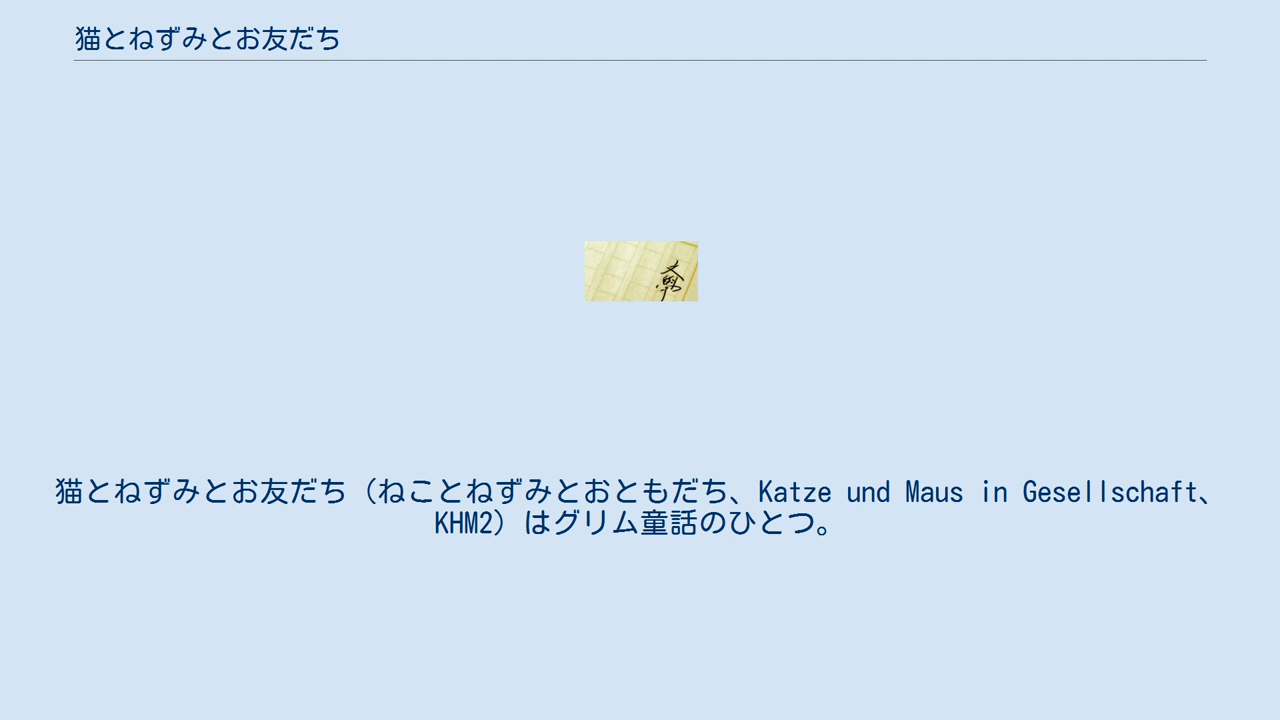 猫とねずみとお友だち
猫とねずみとお友だち（ねことねずみとおともだち、Katze und Maus in Gesellschaft、
KHM2）はグリム童話のひとつ。